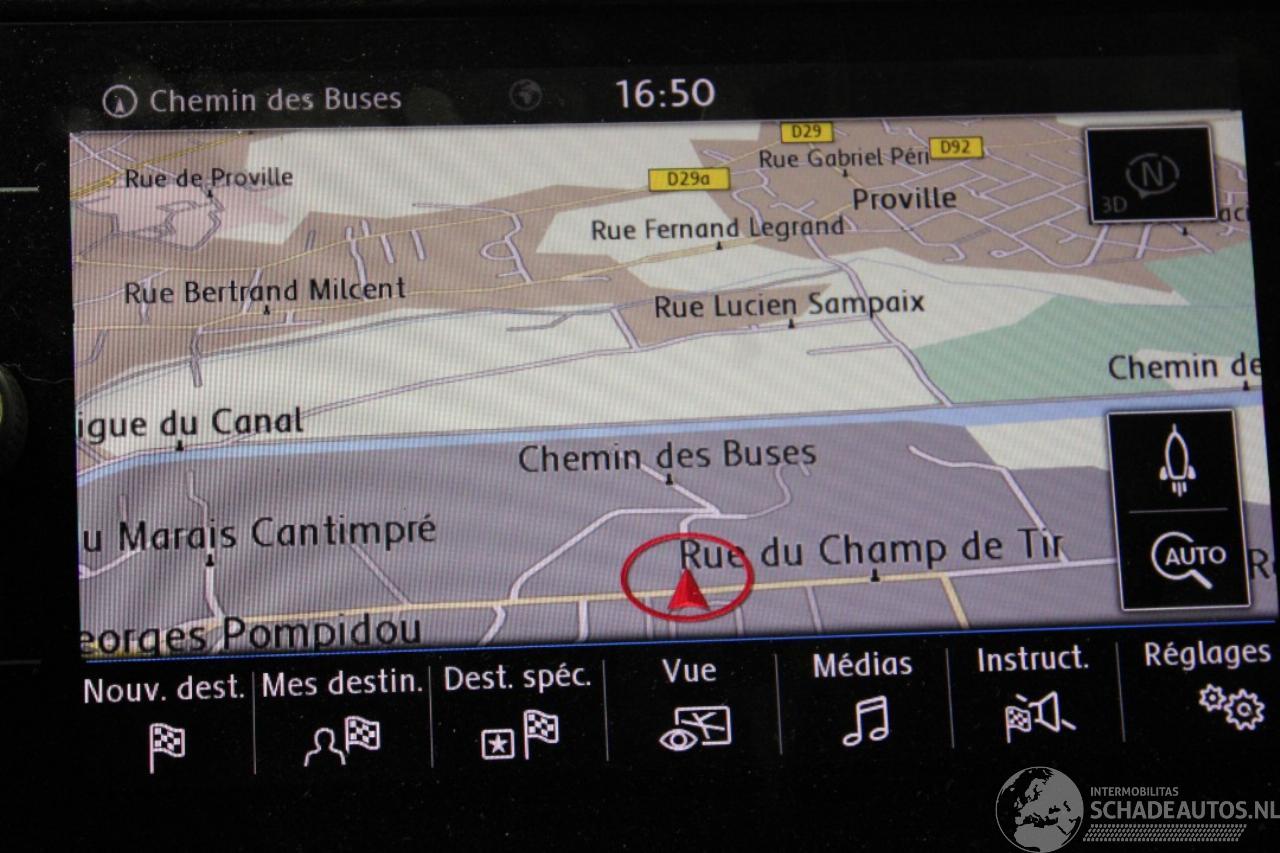 Chemin des Buses
16:50
D29
Rue de Proville
Rue Gabriel Péri
D92
D29a
Proville
3D
N
Rue Fernand Legrand
Rue Bertrand Milcent
Rue Lucien Sampaix
Chemin de
igue du Canal
Chemin des Buses
u Marais Cantimpré
Rue du Champ de Tir
AUTO
eorges Pompidou
Nouv. dest.
Mes destin.
Dest. spéc.
Vue
Médias
Instruct.
Réglages
INTERMOBILITAS
SCHADEAUTOS.NL